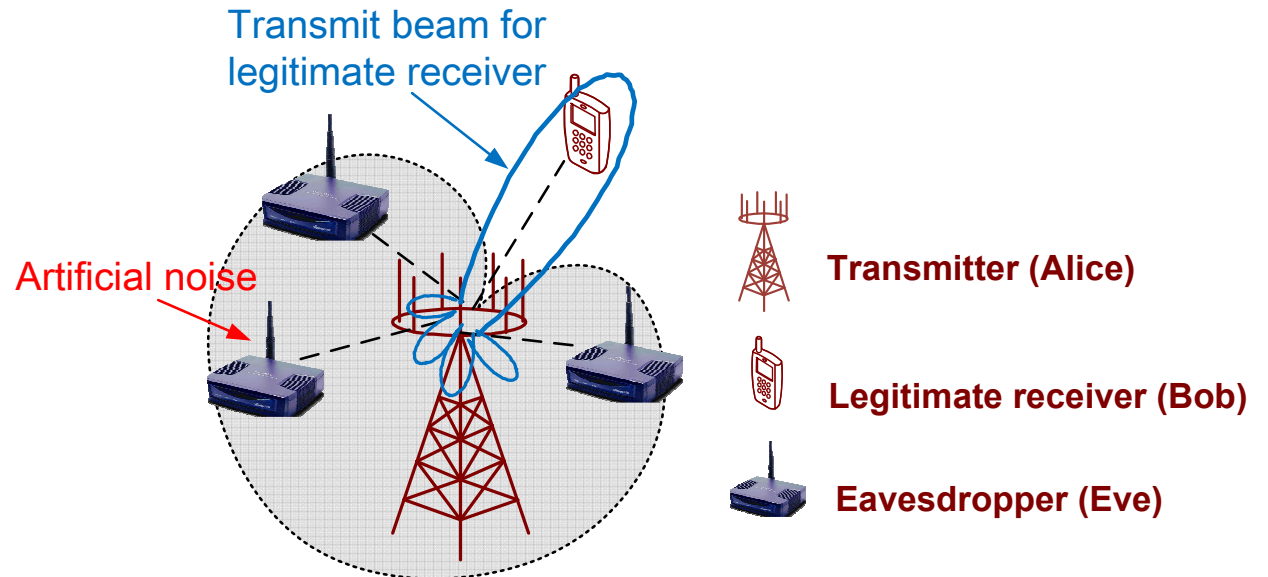 Transmit beam for
legitimate receiver
Artificial noise
Transmitter (Alice)
Legitimate receiver (Bob)
Eavesdropper (Eve)